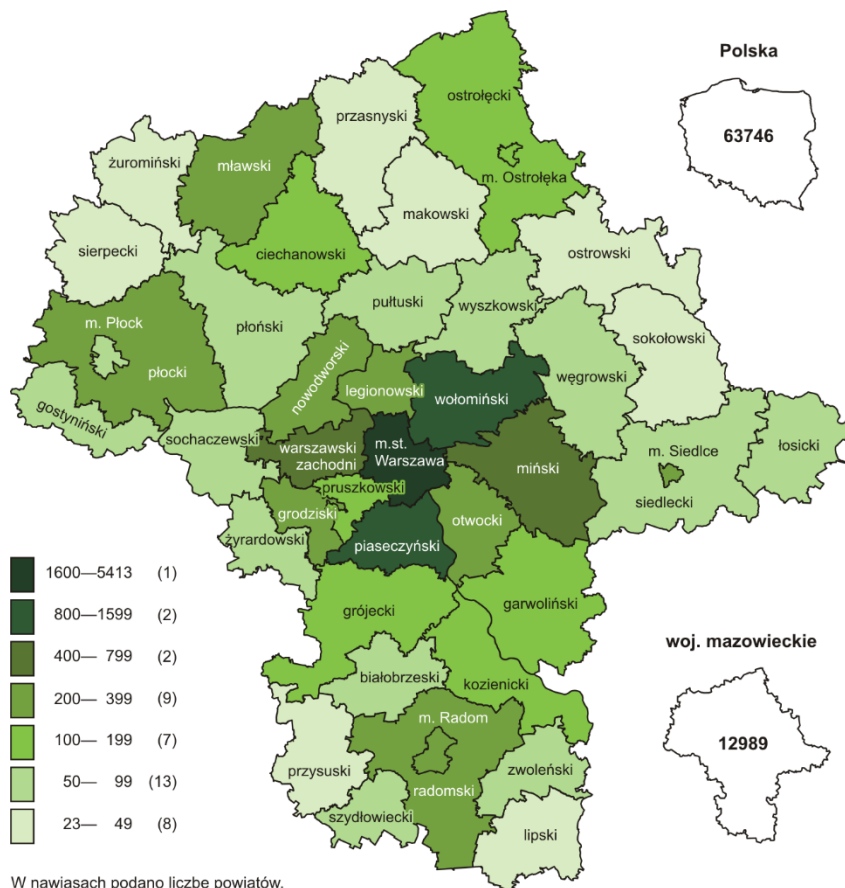 Polska
63746
ostrołęcki
przasnyski
żuromiński
mławski
m. Ostrołęka
makowski
sierpecki
ciechanowski
ostrowski
pułtuski
wyszkowski
m. Płock
płoński
sokołowski
płocki
nowodworski
legionowski
wołomiński
węgrowski
gostyniński
sochaczewski
warszawski
zachodni
m.st.
Warszawa
miński
m. Siedlce
łosicki
siedlecki
pruszkowski
grodziski
otwocki
żyrardowski
piaseczyński
garwoliński
grójecki
białobrzeski
kozienicki
m. Radom
przysuski
zwoleński
radomski
szydłowiecki
lipski
woj. mazowieckie
12989
1600—5413 (1)
800—1599 (2)
400— 799 (2)
200— 399 (9)
100— 199 (7)
50— 99 (13)
23— 49 (8)
W nawiasach podano liczbę powiatów.